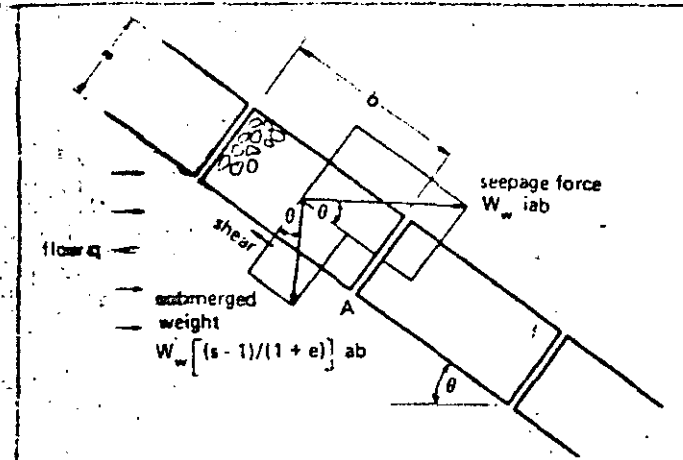 a
b
seepage force
W_w iab
θ
θ
shear
flow q
submerged
weight
A
W_w [(s - 1)/(1 + e)] ab
θ